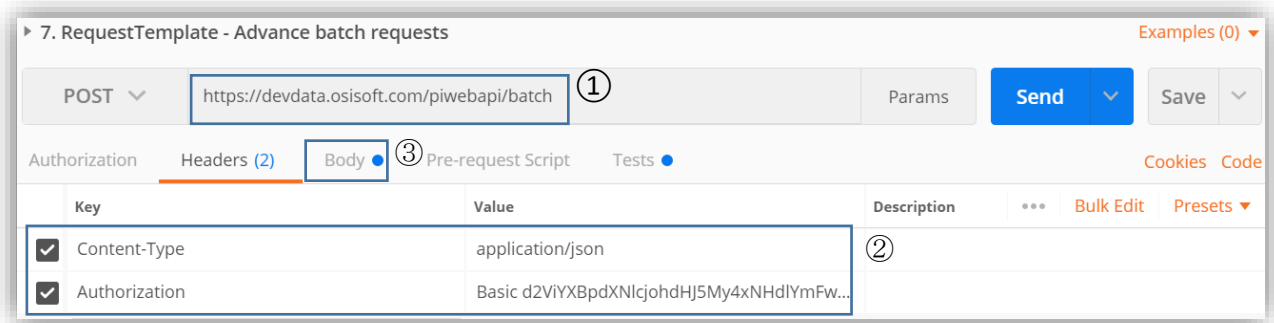 7. RequestTemplate - Advance batch requests Examples (0)
POST https://devdata.osisoft.com/piwebapi/batch ① Params Send Save
Authorization Headers (2) Body ③ Pre-request Script Tests Cookies Code
Key Value Description ••• Bulk Edit Presets
Content-Type application/json ②
Authorization Basic d2ViYXBpdXNlcjohdHJ5My4xNHdlYmFw...